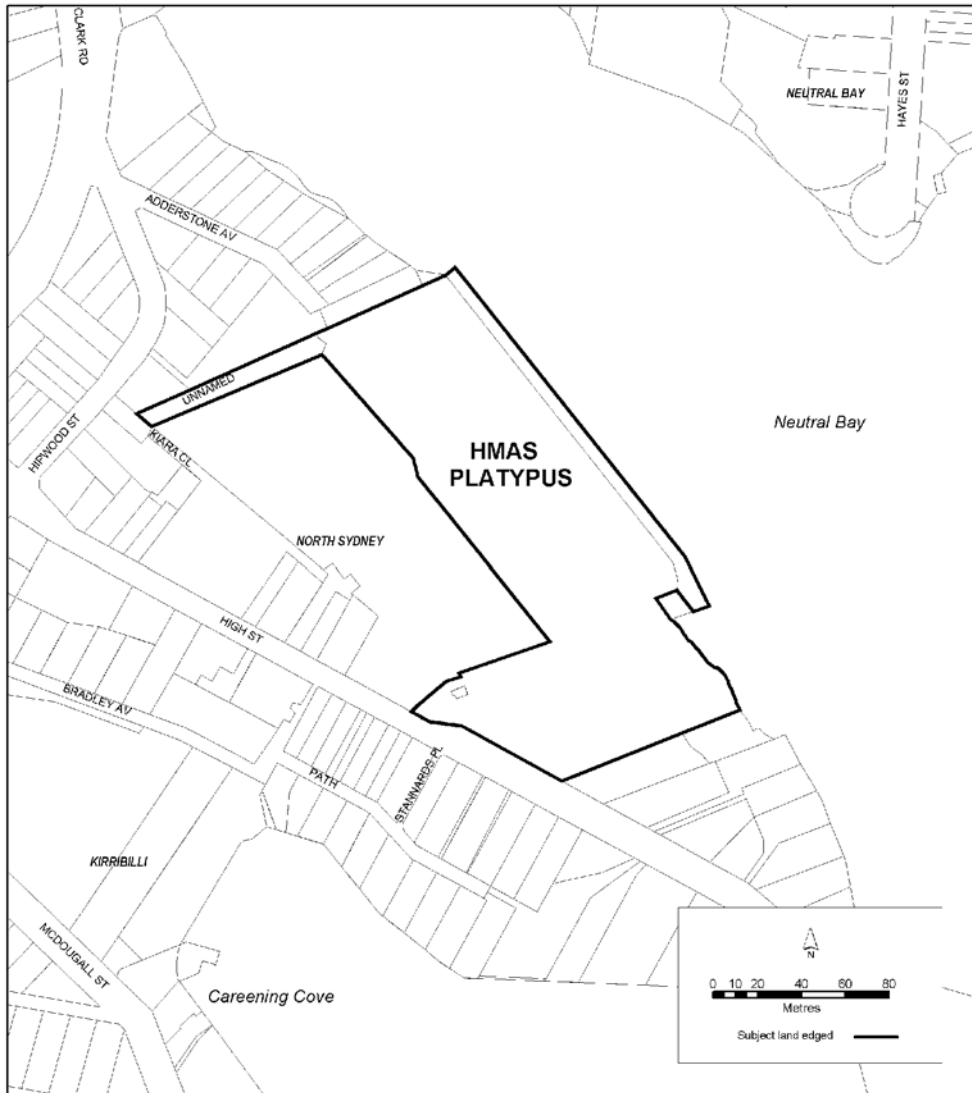 CLARK RD
NEUTRAL BAY
HAYES ST
ADDERSTONE AV
UNNAMED
Neutral Bay
HIPWOOD ST
KIARA CL
HMAS
PLATYPUS
NORTH SYDNEY
HIGH ST
BRADLEY AV
PATH
STANNARDS PL
KIRRIBILLI
MCDOUGALL ST
Careening Cove
N
0 10 20 40 60 80
Metres
Subject land edged